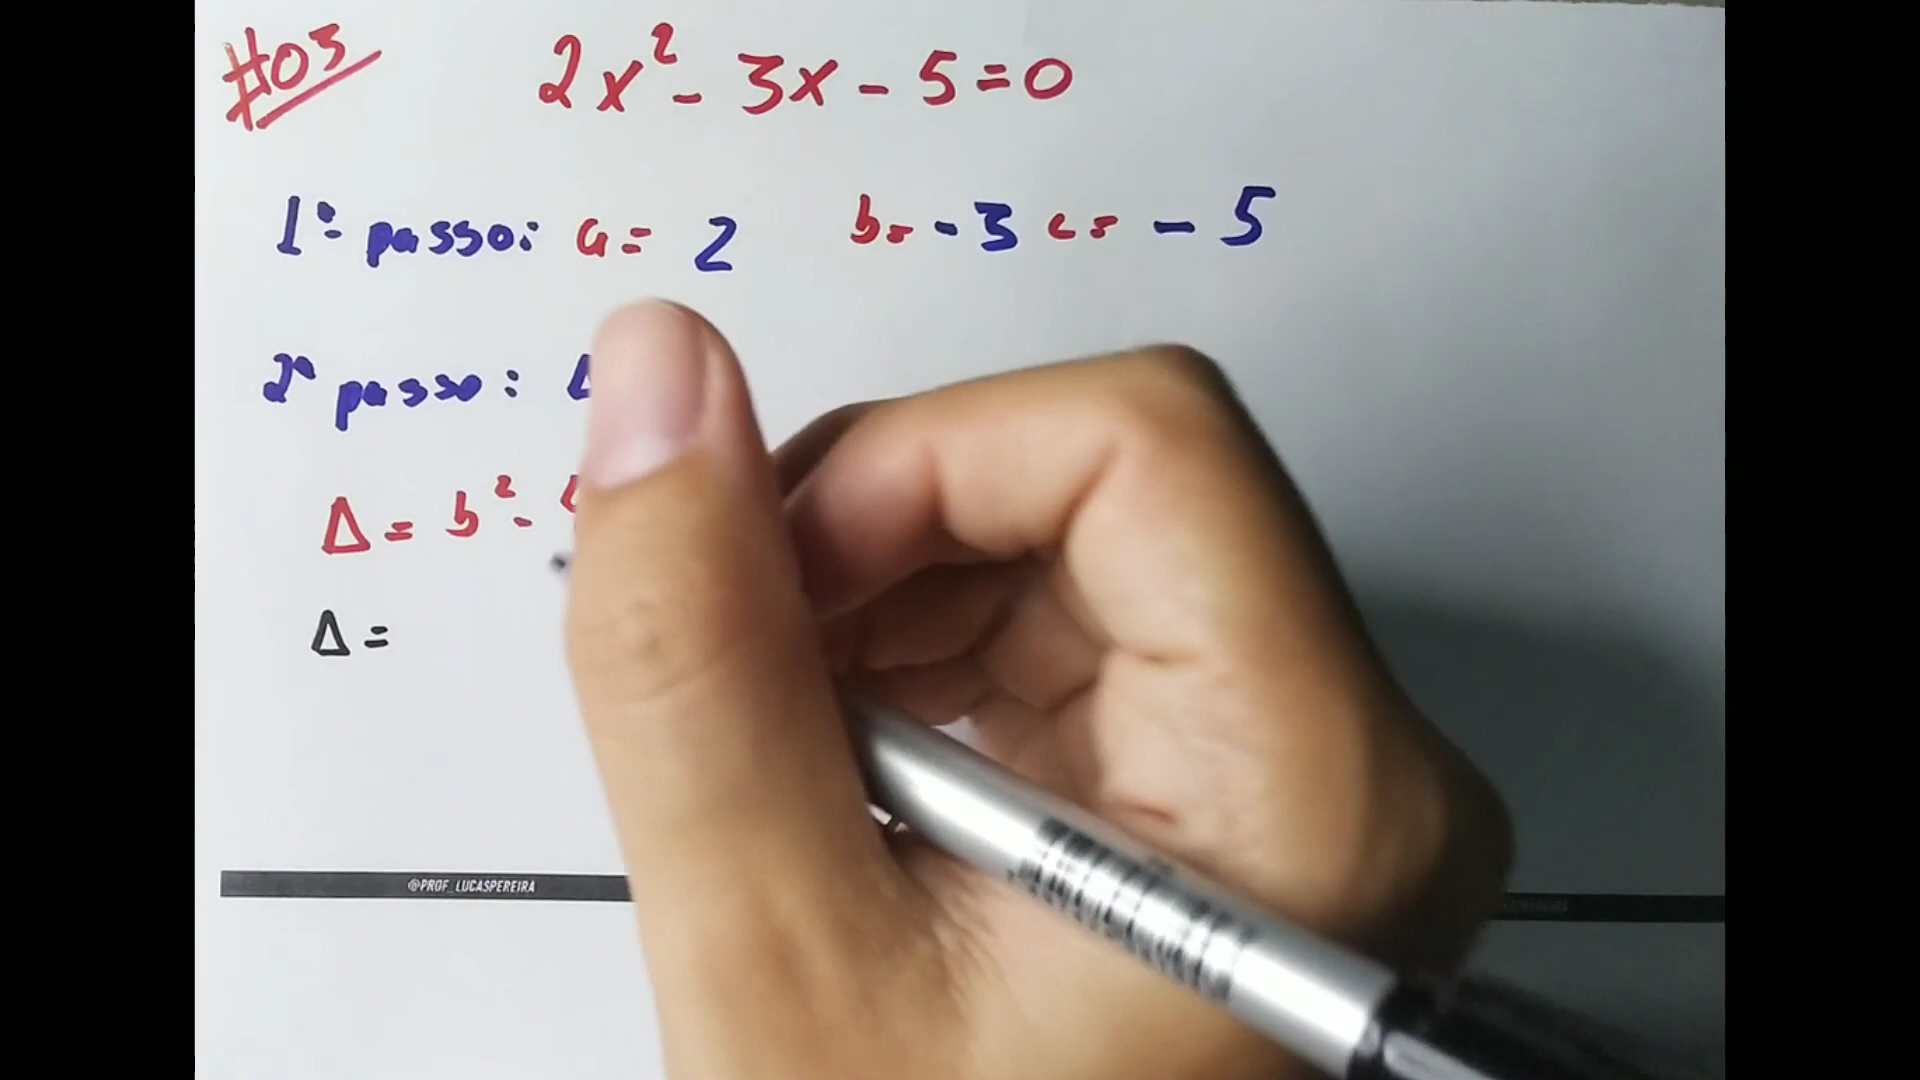 #03 2x² - 3x - 5 = 0
1º passo: a = 2 b = -3 c = -5
2º passo: Δ
Δ = b² -
Δ =
@PROF_LUCASPEREIRA